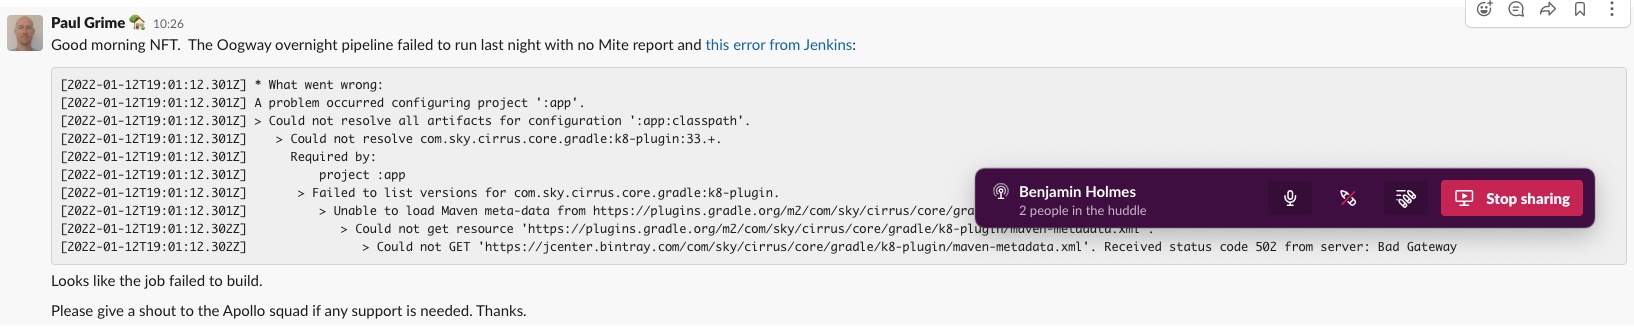 Paul Grime 10:26
Good morning NFT. The Oogway overnight pipeline failed to run last night with no Mite report and this error from Jenkins:
[2022-01-12T19:01:12.301Z] * What went wrong:
[2022-01-12T19:01:12.301Z] A problem occurred configuring project ':app'.
[2022-01-12T19:01:12.301Z] > Could not resolve all artifacts for configuration ':app:classpath'.
[2022-01-12T19:01:12.301Z] > Could not resolve com.sky.cirrus.core.gradle:k8-plugin:33.+.
[2022-01-12T19:01:12.301Z] Required by:
[2022-01-12T19:01:12.301Z] project :app
[2022-01-12T19:01:12.301Z] > Failed to list versions for com.sky.cirrus.core.gradle:k8-plugin.
[2022-01-12T19:01:12.301Z] > Unable to load Maven meta-data from https://plugins.gradle.org/m2/com/sky/cirrus/core/gra
[2022-01-12T19:01:12.302Z] > Could not get resource 'https://plugins.gradle.org/m2/com/sky/cirrus/core/gradle/k8-plugin/maven-metadata.xml'.
[2022-01-12T19:01:12.302Z] > Could not GET 'https://jcenter.bintray.com/com/sky/cirrus/core/gradle/k8-plugin/maven-metadata.xml'. Received status code 502 from server: Bad Gateway
Benjamin Holmes
2 people in the huddle
Stop sharing
Looks like the job failed to build.
Please give a shout to the Apollo squad if any support is needed. Thanks.